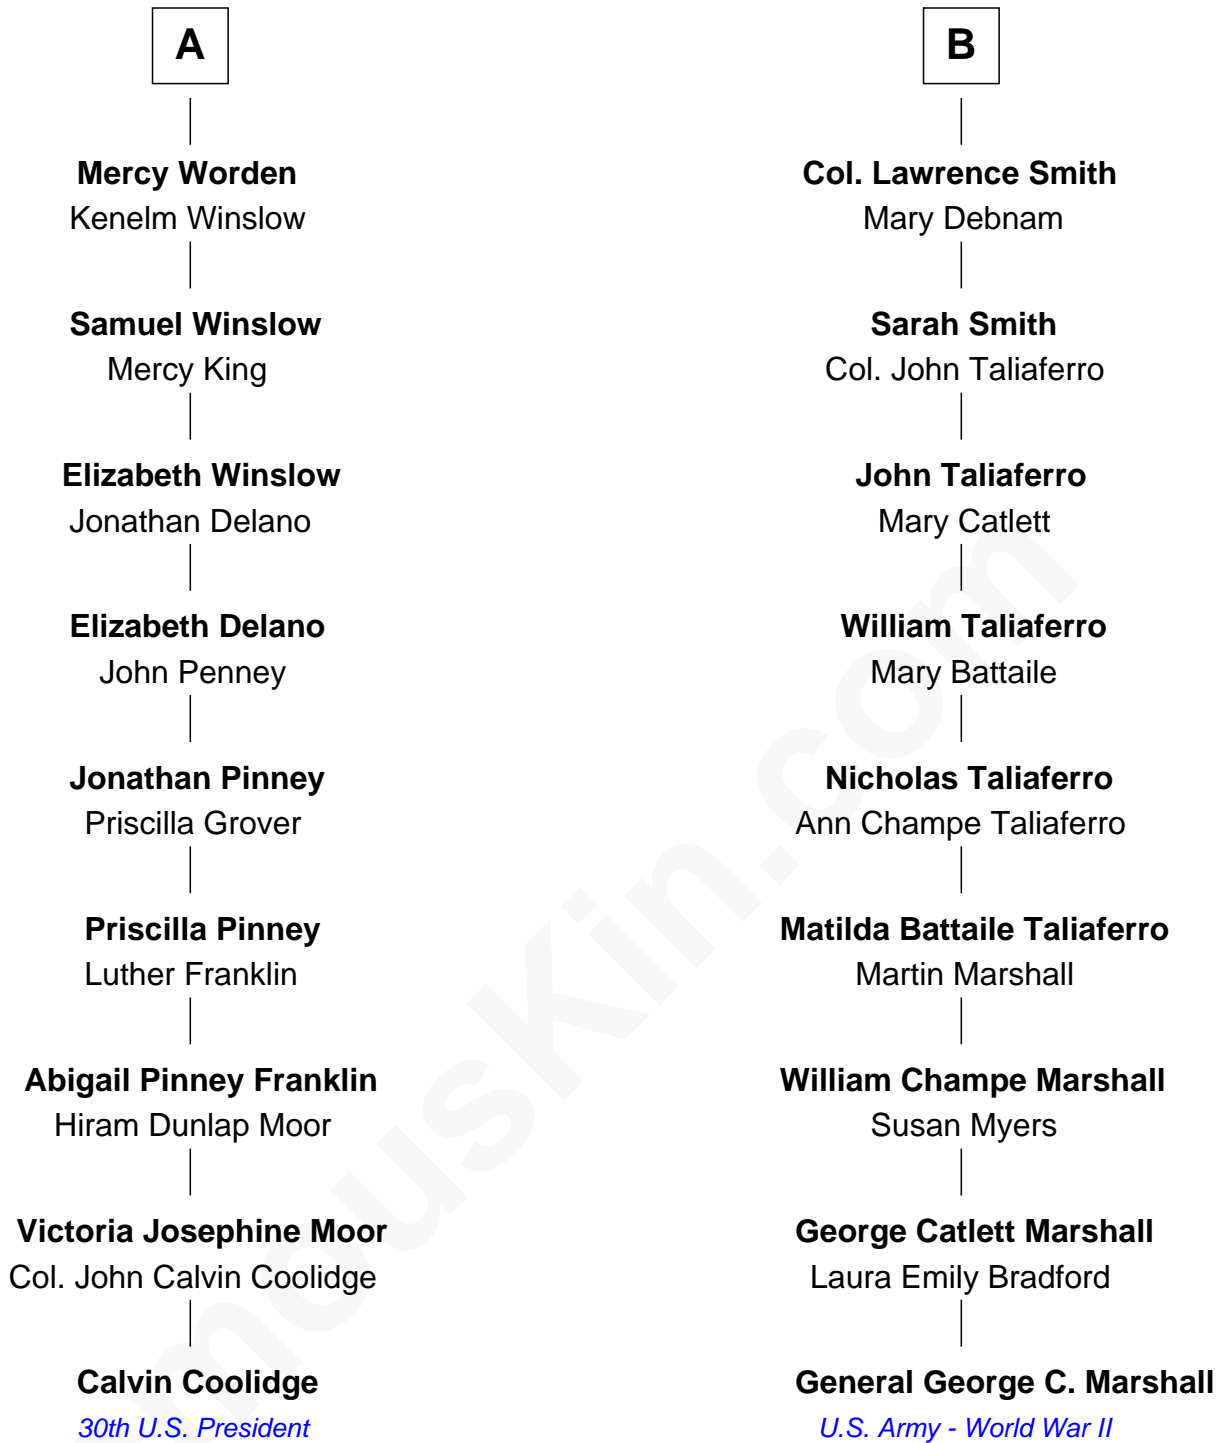 A
Mercy Worden
Kenelm Winslow
Samuel Winslow
Mercy King
Elizabeth Winslow
Jonathan Delano
Elizabeth Delano
John Penney
Jonathan Pinney
Priscilla Grover
Priscilla Pinney
Luther Franklin
Abigail Pinney Franklin
Hiram Dunlap Moor
Victoria Josephine Moor
Col. John Calvin Coolidge
Calvin Coolidge
30th U.S. President
B
Col. Lawrence Smith
Mary Debnam
Sarah Smith
Col. John Taliaferro
John Taliaferro
Mary Catlett
William Taliaferro
Mary Battaile
Nicholas Taliaferro
Ann Champe Taliaferro
Matilda Battaile Taliaferro
Martin Marshall
William Champe Marshall
Susan Myers
George Catlett Marshall
Laura Emily Bradford
General George C. Marshall
U.S. Army - World War II
mousKin.com